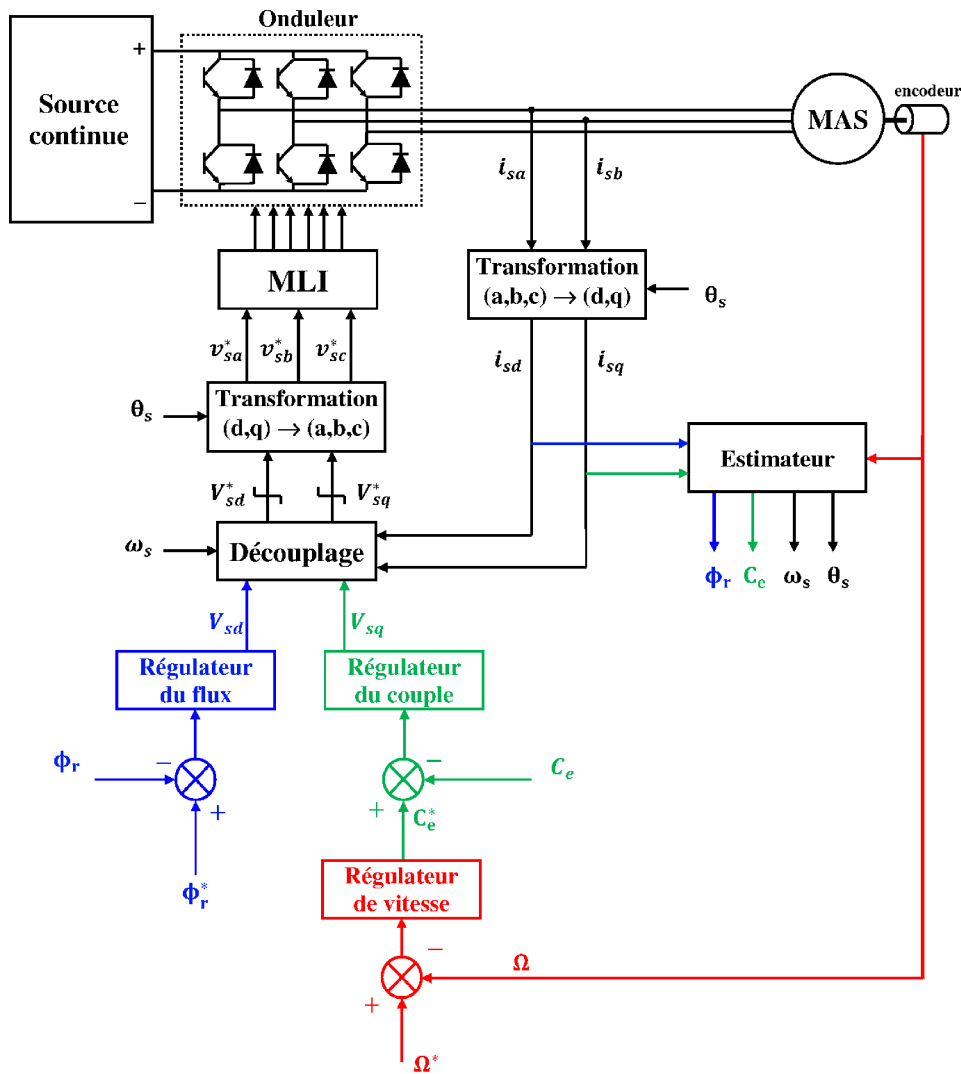 Onduleur
+
Source
continue
−
encodeur
MAS
i_sa
i_sb
MLI
Transformation
(a,b,c) → (d,q)
θ_s
v*_sa
v*_sb
v*_sc
i_sd
i_sq
θ_s
Transformation
(d,q) → (a,b,c)
Estimateur
V*_sd
V*_sq
ω_s
Découplage
ϕ_r
C_e
ω_s
θ_s
V_sd
V_sq
Régulateur
du flux
Régulateur
du couple
ϕ_r
−
+
−
+
C_e
C*_e
ϕ*_r
Régulateur
de vitesse
−
+
Ω
Ω*